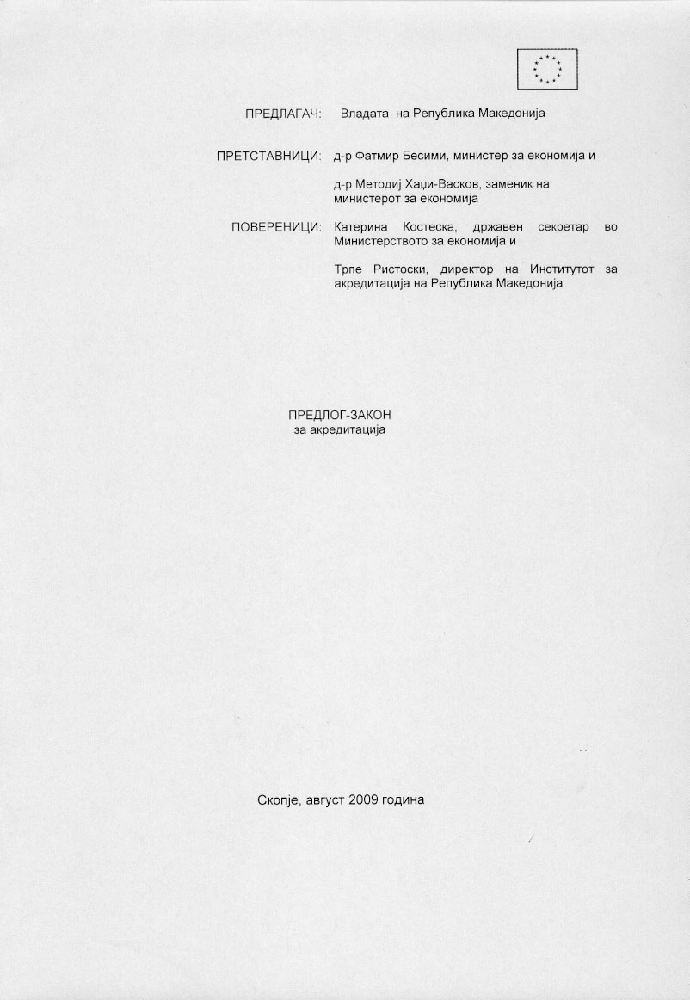 ПРЕДЛАГАЧ: Владата на Република Македонија
ПРЕТСТАВНИЦИ: д-р Фатмир Бесими, министер за економија и
д-р Методиј Хаџи-Васков, заменик на
министерот за економија
ПОВЕРЕНИЦИ: Катерина Костеска, државен секретар во
Министерството за економија и
Трпе Ристоски, директор на Институтот за
акредитација на Република Македонија
ПРЕДЛОГ-ЗАКОН
за акредитација
Скопје, август 2009 година